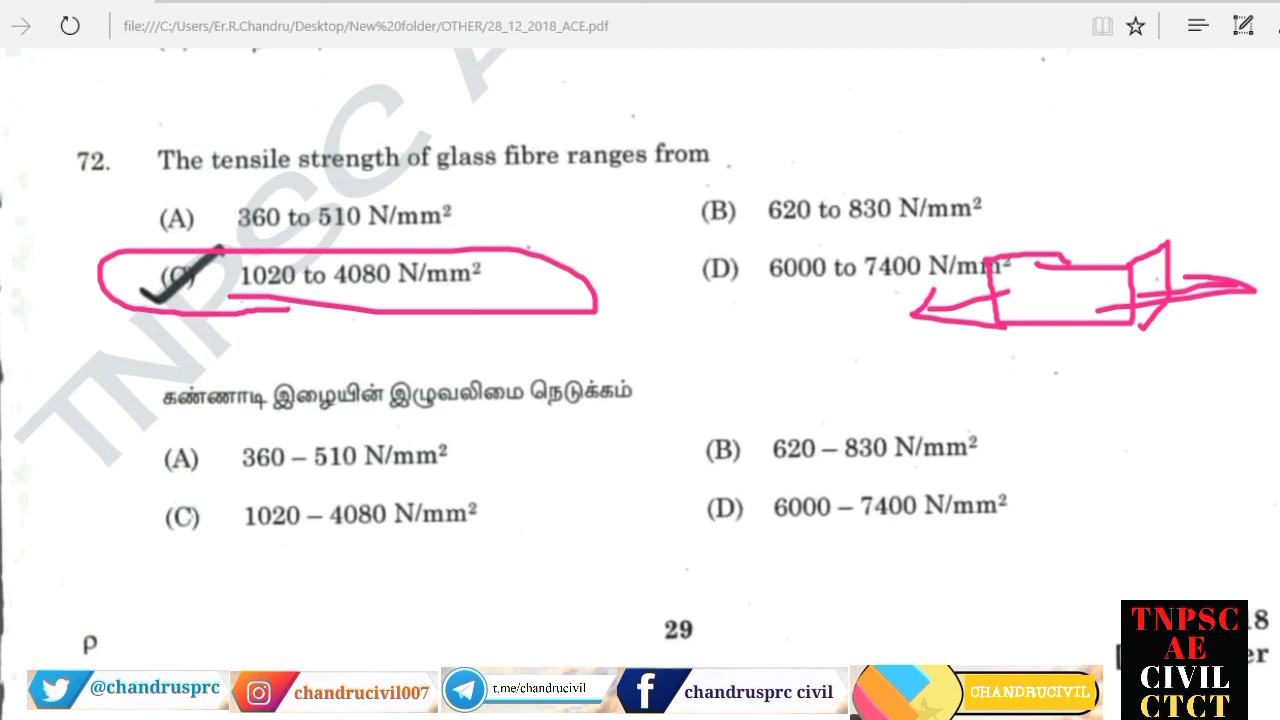 file:///C:/Users/Er.R.Chandru/Desktop/New%20folder/OTHER/28_12_2018_ACE.pdf
TNPSC A
72. The tensile strength of glass fibre ranges from
(A) 360 to 510 N/mm² (B) 620 to 830 N/mm²
(C) 1020 to 4080 N/mm² (D) 6000 to 7400 N/mm²
கண்ணாடி இழையின் இழுவலிமை நெடுக்கம்
(A) 360 – 510 N/mm² (B) 620 – 830 N/mm²
(C) 1020 – 4080 N/mm² (D) 6000 – 7400 N/mm²
29
ρ
TNPSC
AE
CIVIL
CTCT
@chandrusprc
chandrucivil007
t.me/chandrucivil
chandrusprc civil
CHANDRUCIVIL